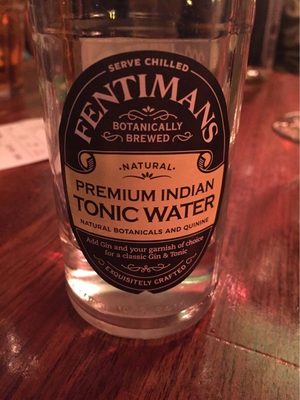 SERVE CHILLED
FENTIMANS
BOTANICALLY
BREWED
NATURAL
PREMIUM INDIAN
TONIC WATER
NATURAL BOTANICALS AND QUININE
Add Gin and your garnish of choice
for a classic Gin & Tonic
EXQUISITELY CRAFTED